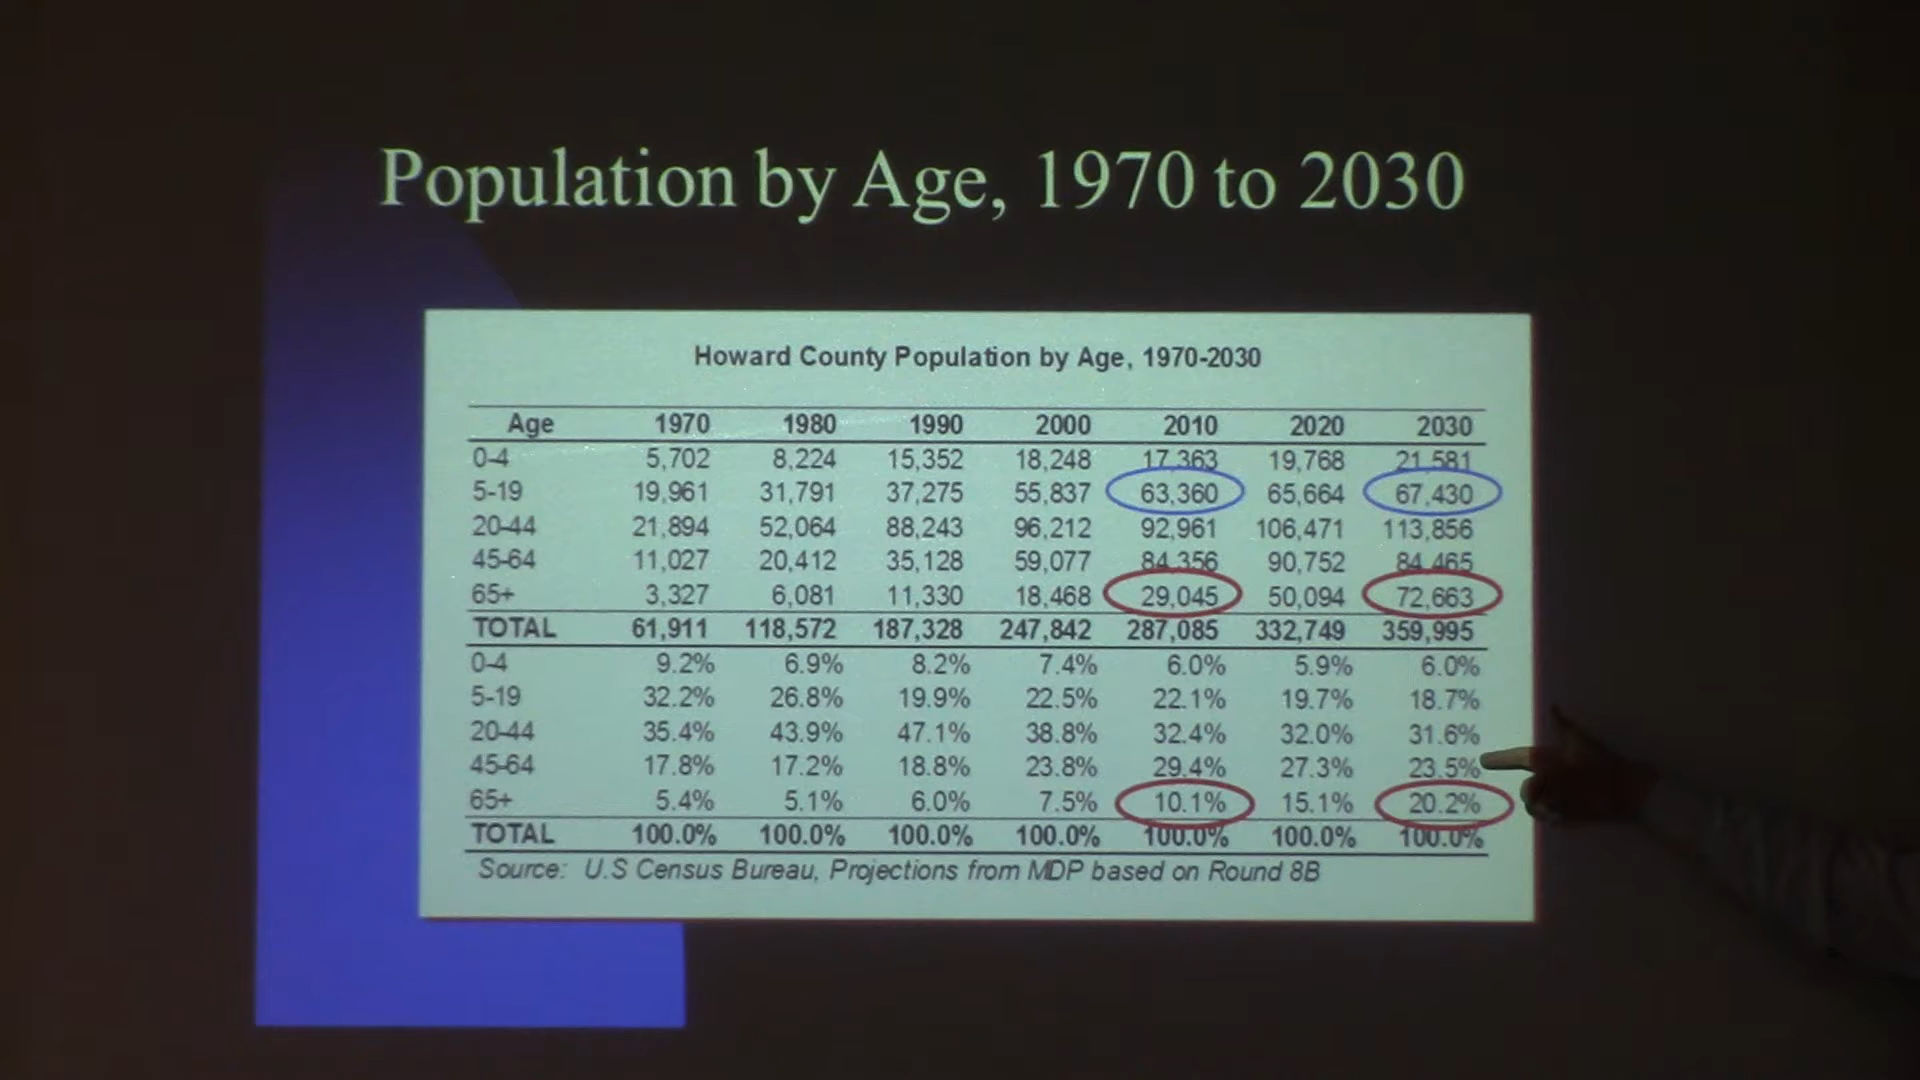 Population by Age, 1970 to 2030
Howard County Population by Age, 1970-2030
Age 1970 1980 1990 2000 2010 2020 2030
0-4 5,702 8,224 15,352 18,248 17,363 19,768 21,581
5-19 19,961 31,791 37,275 55,837 63,360 65,664 67,430
20-44 21,894 52,064 88,243 96,212 92,961 106,471 113,856
45-64 11,027 20,412 35,128 59,077 84,356 90,752 84,465
65+ 3,327 6,081 11,330 18,468 29,045 50,094 72,663
TOTAL 61,911 118,572 187,328 247,842 287,085 332,749 359,995
0-4 9.2% 6.9% 8.2% 7.4% 6.0% 5.9% 6.0%
5-19 32.2% 26.8% 19.9% 22.5% 22.1% 19.7% 18.7%
20-44 35.4% 43.9% 47.1% 38.8% 32.4% 32.0% 31.6%
45-64 17.8% 17.2% 18.8% 23.8% 29.4% 27.3% 23.5%
65+ 5.4% 5.1% 6.0% 7.5% 10.1% 15.1% 20.2%
TOTAL 100.0% 100.0% 100.0% 100.0% 100.0% 100.0% 100.0%
Source: U.S Census Bureau, Projections from MDP based on Round 8B